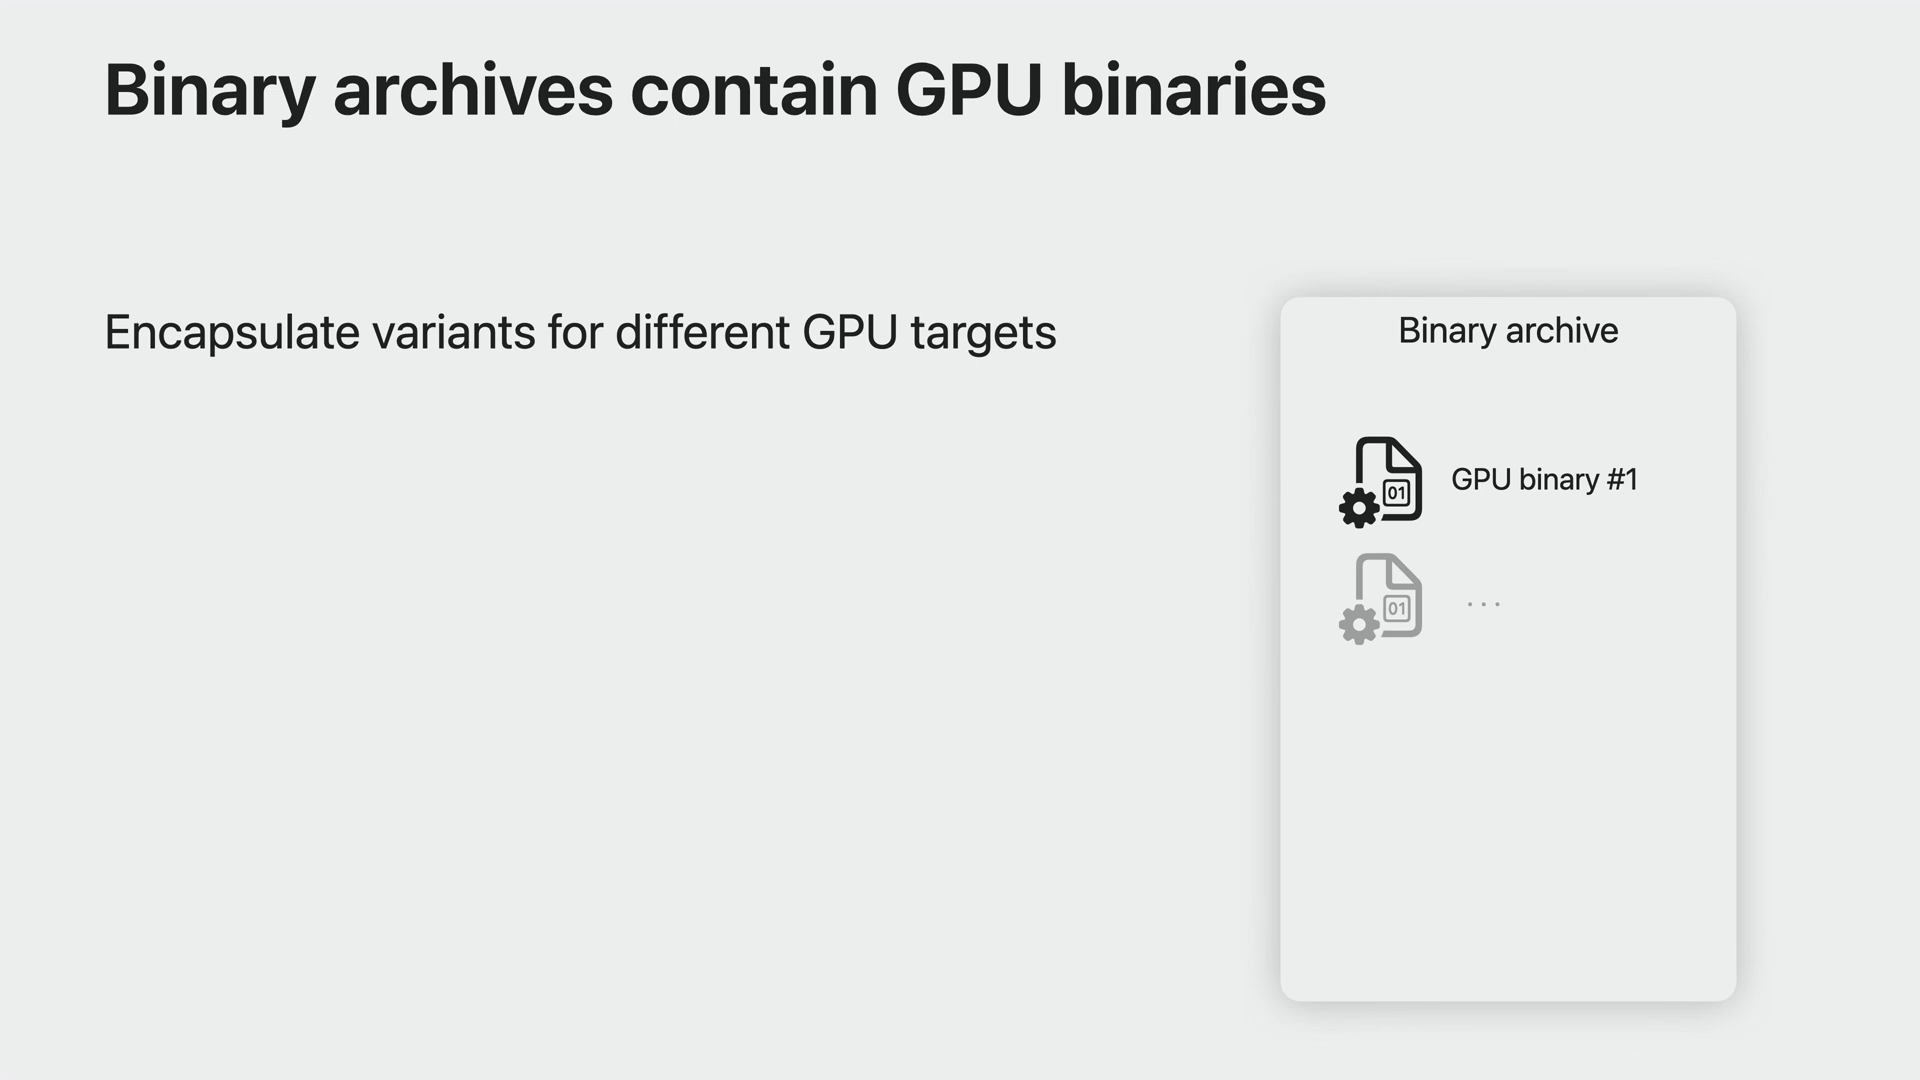 Binary archives contain GPU binaries
Encapsulate variants for different GPU targets
Binary archive
01
GPU binary #1
01
...